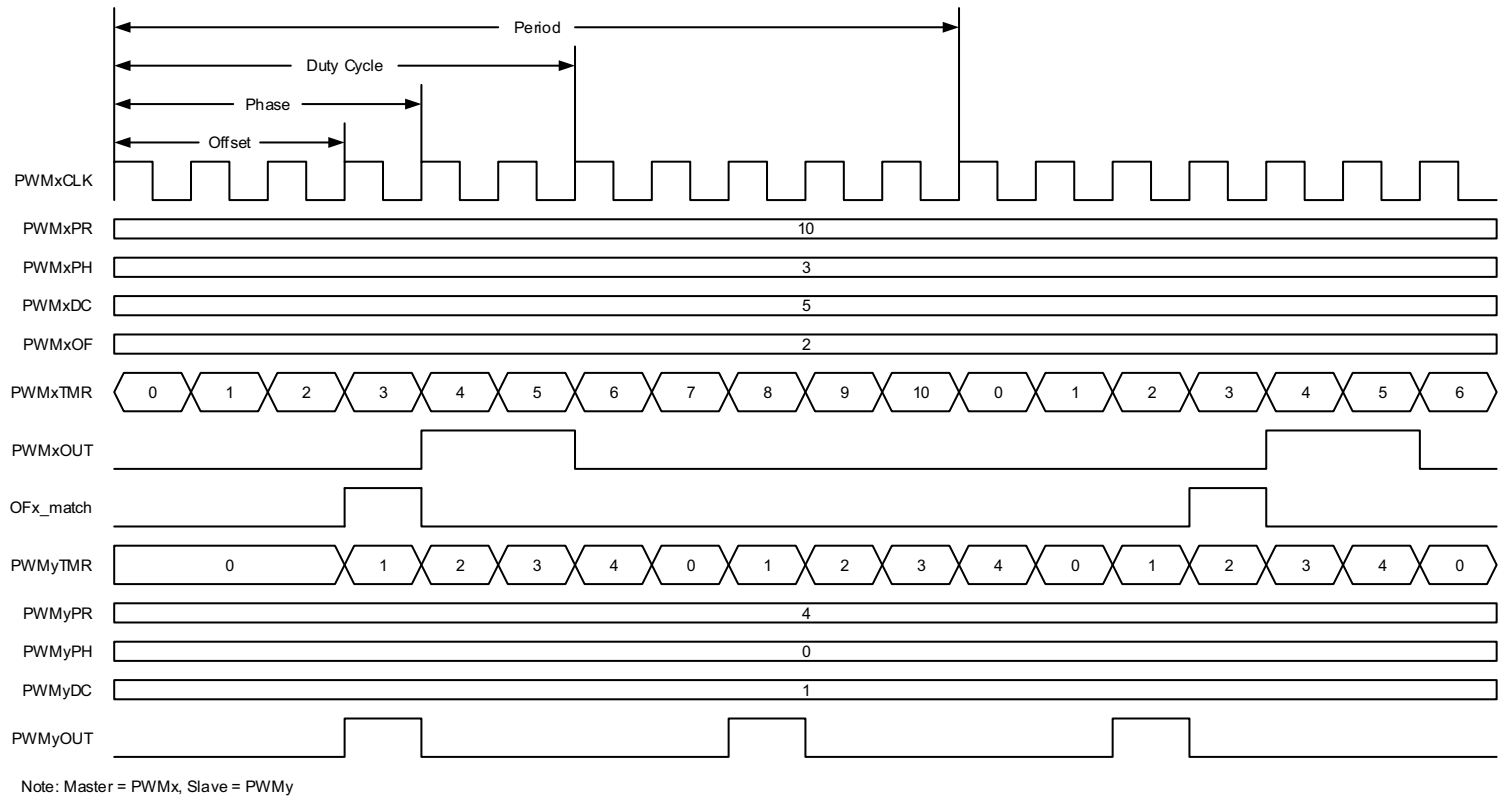 Period
Duty Cycle
Phase
Offset
PWMxCLK
PWMxPR 10
PWMxPH 3
PWMxDC 5
PWMxOF 2
PWMxTMR 0 1 2 3 4 5 6 7 8 9 10 0 1 2 3 4 5 6
PWMxOUT
OFx_match
PWMyTMR 0 1 2 3 4 0 1 2 3 4 0 1 2 3 4 0
PWMyPR 4
PWMyPH 0
PWMyDC 1
PWMyOUT
Note: Master = PWMx, Slave = PWMy